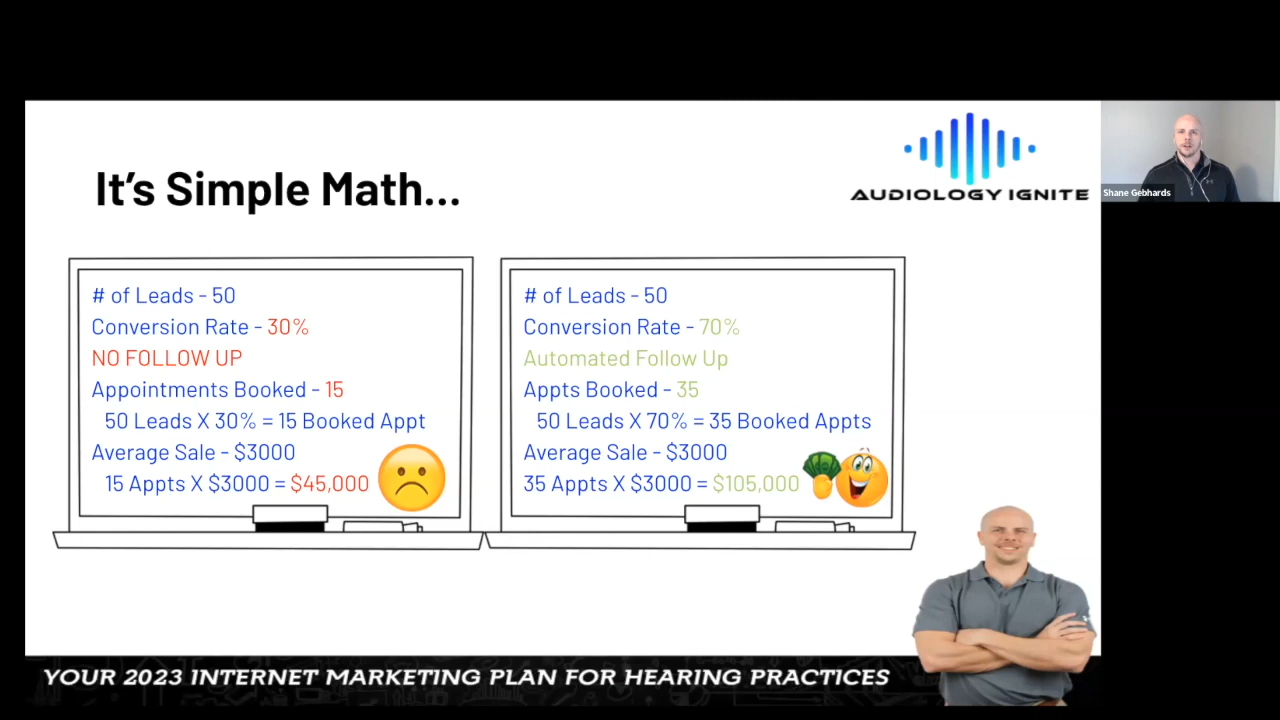 AUDIOLOGY IGNITE
Shane Gebhards
It's Simple Math...
# of Leads - 50
Conversion Rate - 30%
NO FOLLOW UP
Appointments Booked - 15
50 Leads X 30% = 15 Booked Appt
Average Sale - $3000
15 Appts X $3000 = $45,000
# of Leads - 50
Conversion Rate - 70%
Automated Follow Up
Appts Booked - 35
50 Leads X 70% = 35 Booked Appts
Average Sale - $3000
35 Appts X $3000 = $105,000
YOUR 2023 INTERNET MARKETING PLAN FOR HEARING PRACTICES